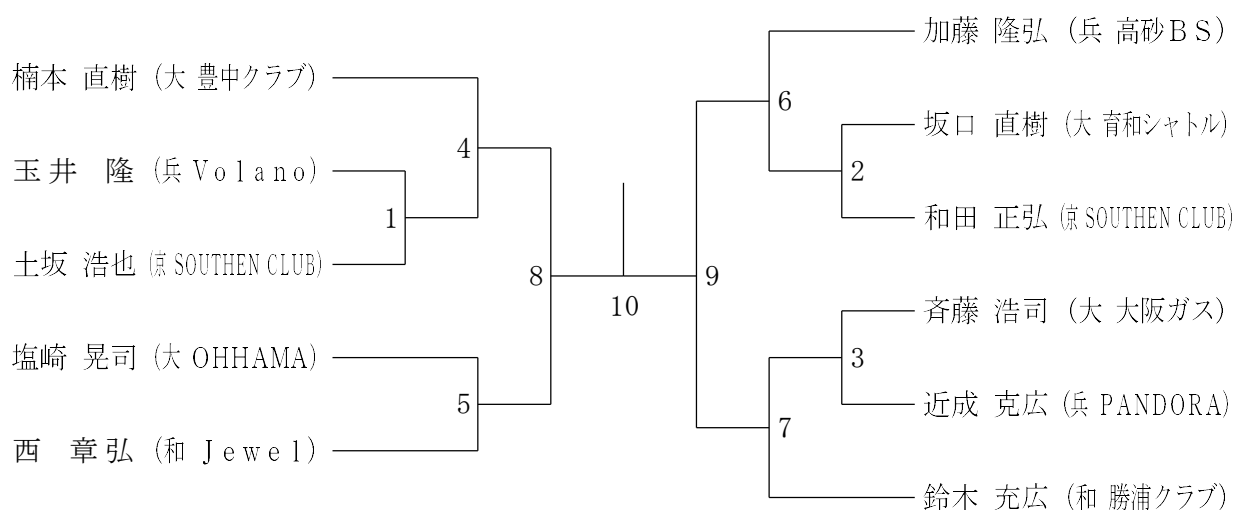 楠本 直樹 (大 豊中クラブ)
玉井 隆 (兵 Volano)
土坂 浩也 (京 SOUTHEN CLUB)
塩崎 晃司 (大 OHHAMA)
西 章弘 (和 Jewel)
1
4
5
8
10
9
6
2
3
7
加藤 隆弘 (兵 高砂BS)
坂口 直樹 (大 育和シャトル)
和田 正弘 (京 SOUTHEN CLUB)
斉藤 浩司 (大 大阪ガス)
近成 克広 (兵 PANDORA)
鈴木 充広 (和 勝浦クラブ)